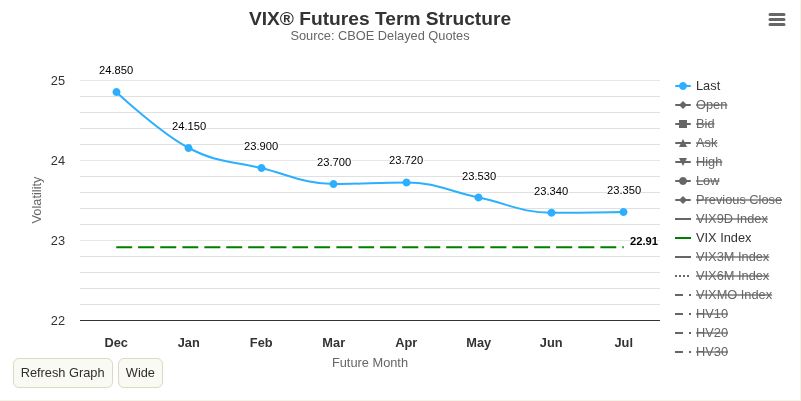 VIX® Futures Term Structure
Source: CBOE Delayed Quotes
24.850
24.150
23.900
23.700
23.720
23.530
23.340
23.350
22.91
25
24
23
22
Volatility
Dec Jan Feb Mar Apr May Jun Jul
Future Month
Last
Open
Bid
Ask
High
Low
Previous Close
VIX9D Index
VIX Index
VIX3M Index
VIX6M Index
VIXMO Index
HV10
HV20
HV30
Refresh Graph
Wide